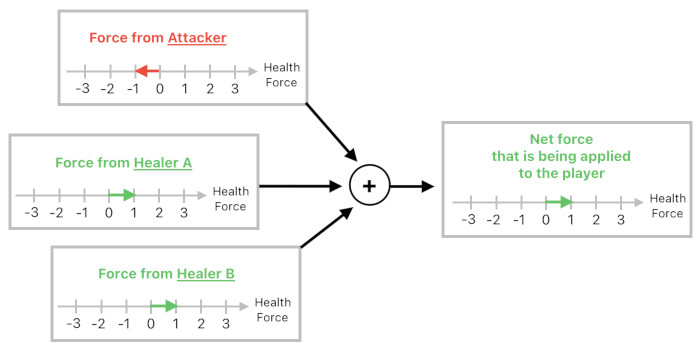 Force from Attacker
Health
Force
-3 -2 -1 0 1 2 3
Force from Healer A
Health
Force
-3 -2 -1 0 1 2 3
Force from Healer B
Health
Force
-3 -2 -1 0 1 2 3
+
Net force
that is being applied
to the player
Health
Force
-3 -2 -1 0 1 2 3